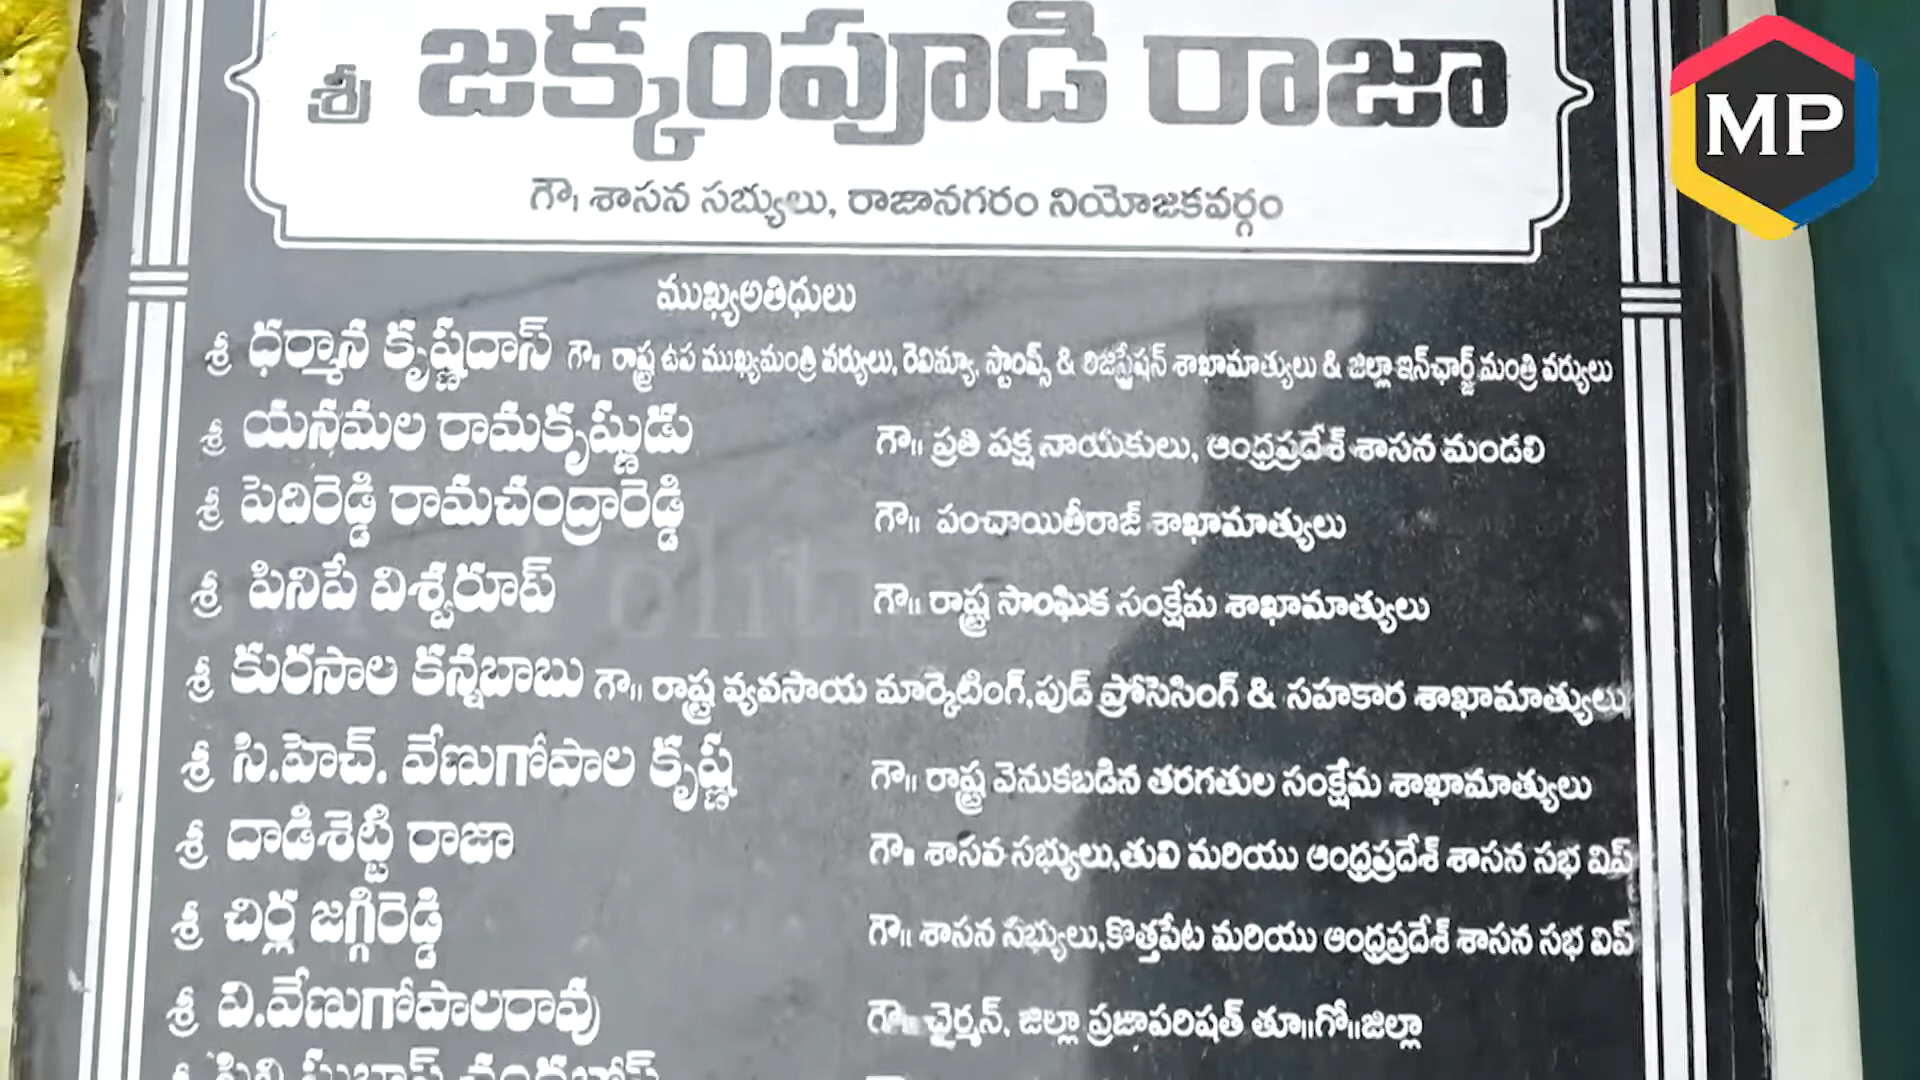 శ్రీ జక్కంపూడి రాజా
MP
గౌ౹ శాసన సభ్యులు, రాజానగరం నియోజకవర్గం
ముఖ్యఅతిధులు
శ్రీ ధర్మాన కృష్ణదాస్ గౌ॥ రాష్ట్ర ఉప ముఖ్యమంత్రి వర్యులు, రెవిన్యూ, స్టాంప్స్ & రిజిస్ట్రేషన్ శాఖామాత్యులు & జిల్లా ఇన్‌ఛార్జ్ మంత్రి వర్యులు
శ్రీ యనమల రామకృష్ణుడు గౌ॥ ప్రతి పక్ష నాయకులు, ఆంధ్రప్రదేశ్ శాసన మండలి
శ్రీ పెదిరెడ్డి రామచంద్రారెడ్డి గౌ॥ పంచాయితీరాజ్ శాఖామాత్యులు
శ్రీ పినిపే విశ్వరూప్ గౌ॥ రాష్ట్ర సాంఘిక సంక్షేమ శాఖామాత్యులు
శ్రీ కురసాల కన్నబాబు గౌ॥ రాష్ట్ర వ్యవసాయ మార్కెటింగ్,ఫుడ్ ప్రోసెసింగ్ & సహకార శాఖామాత్యులు
శ్రీ సి.హెచ్. వేణుగోపాల కృష్ణ గౌ॥ రాష్ట్ర వెనుకబడిన తరగతుల సంక్షేమ శాఖామాత్యులు
శ్రీ దాడిశెట్టి రాజా గౌ॥ శాసన సభ్యులు,తుని మరియు ఆంధ్రప్రదేశ్ శాసన సభ విప్
శ్రీ చిర్ల జగ్గిరెడ్డి గౌ॥ శాసన సభ్యులు,కొత్తపేట మరియు ఆంధ్రప్రదేశ్ శాసన సభ విప్
శ్రీ వి.వేణుగోపాలరావు గౌ॥ చైర్మన్, జిల్లా ప్రజాపరిషత్ తూ॥గో॥జిల్లా